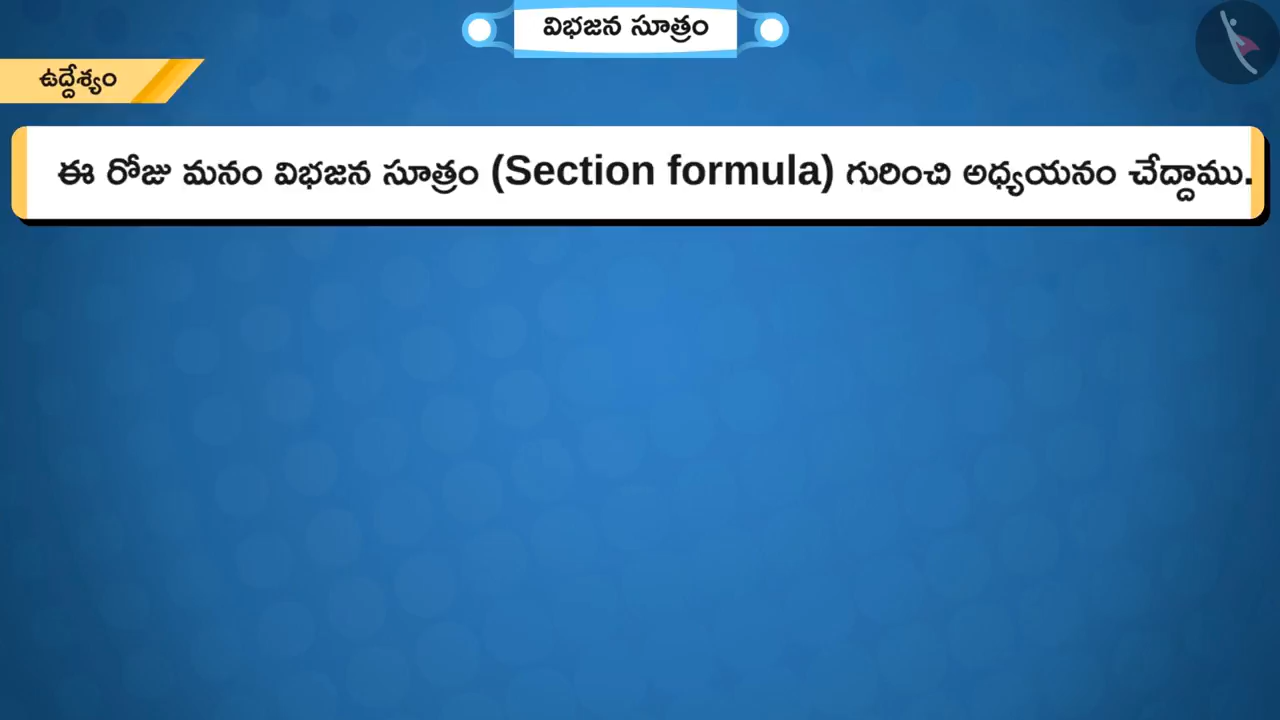 విభజన సూత్రం
ఉద్దేశ్యం
ఈ రోజు మనం విభజన సూత్రం (Section formula) గురించి అధ్యయనం చేద్దాము.